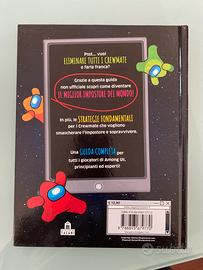 Psst... vuoi
ELIMINARE TUTTI I CREWMATE
e farla franca?
Grazie a questa guida
non ufficiale scopri come diventare
IL MIGLIOR IMPOSTORE DEL MONDO!
In più, le STRATEGIE FONDAMENTALI
per i Crewmate che vogliono
smascherare l'Impostore e sopravvivere.
Una GUIDA COMPLETA per
tutti i giocatori di Among Us,
principianti ed esperti!
€ 12,90
subito